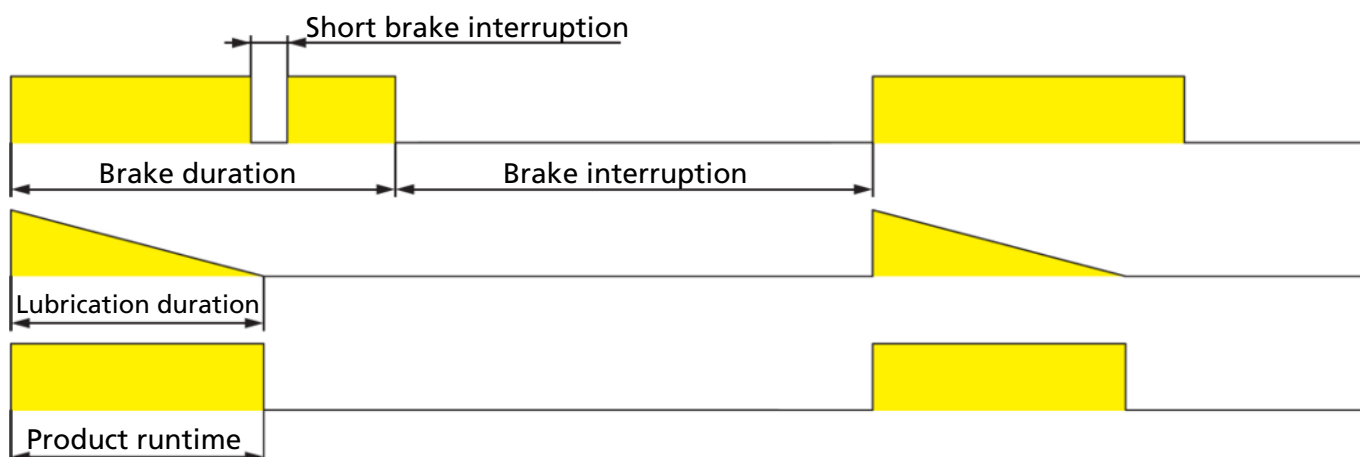 Short brake interruption
Brake duration
Brake interruption
Lubrication duration
Product runtime